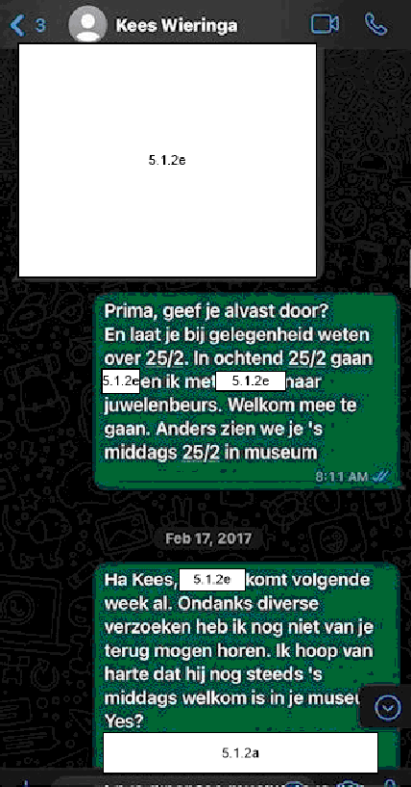 3 Kees Wieringa
5.1.2e
Prima, geef je alvast door?
En laat je bij gelegenheid weten
over 25/2. In ochtend 25/2 gaan
5.1.2e en ik met 5.1.2e naar
juwelenbeurs. Welkom mee te
gaan. Anders zien we je 's
middags 25/2 in museum
8:11 AM
Feb 17, 2017
Ha Kees, 5.1.2e komt volgende
week al. Ondanks diverse
verzoeken heb ik nog niet van je
terug mogen horen. Ik hoop van
harte dat hij nog steeds 's
middags welkom is in je museu
Yes?
5.1.2a